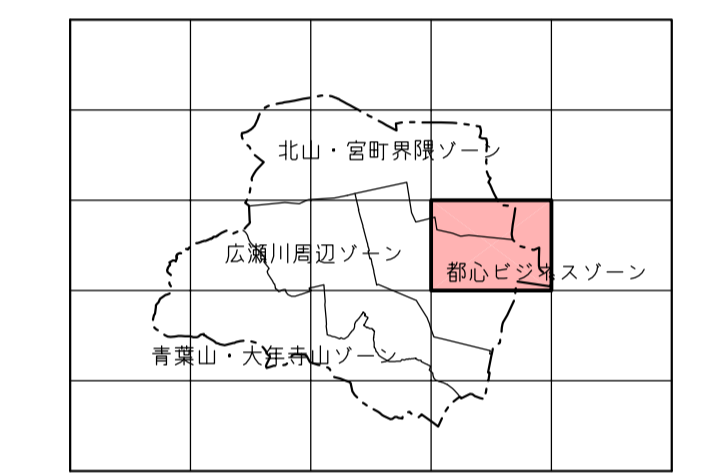 北山・宮町界隈ゾーン
広瀬川周辺ゾーン
都心ビジネスゾーン
青葉山・大年寺山ゾーン